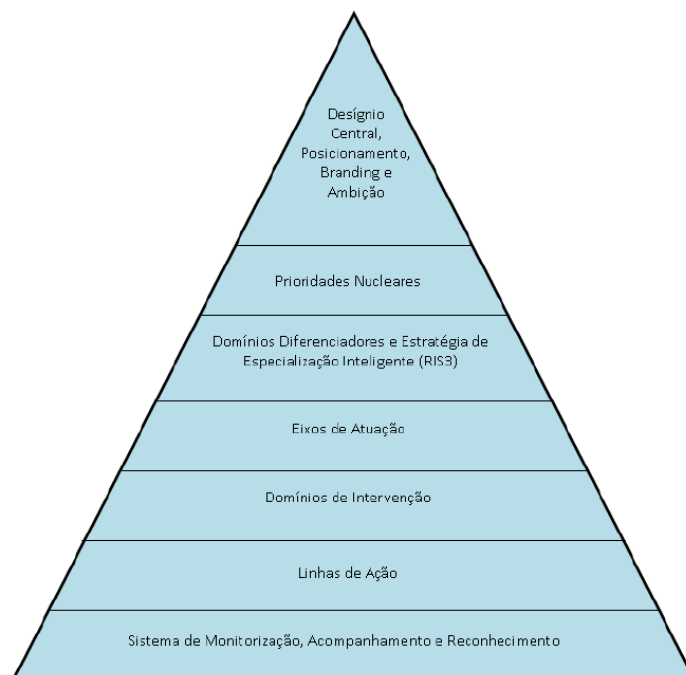 Desígnio
Central,
Posicionamento,
Branding e
Ambição
Prioridades Nucleares
Domínios Diferenciadores e Estratégia de
Especialização Inteligente (RIS3)
Eixos de Atuação
Domínios de Intervenção
Linhas de Ação
Sistema de Monitorização, Acompanhamento e Reconhecimento